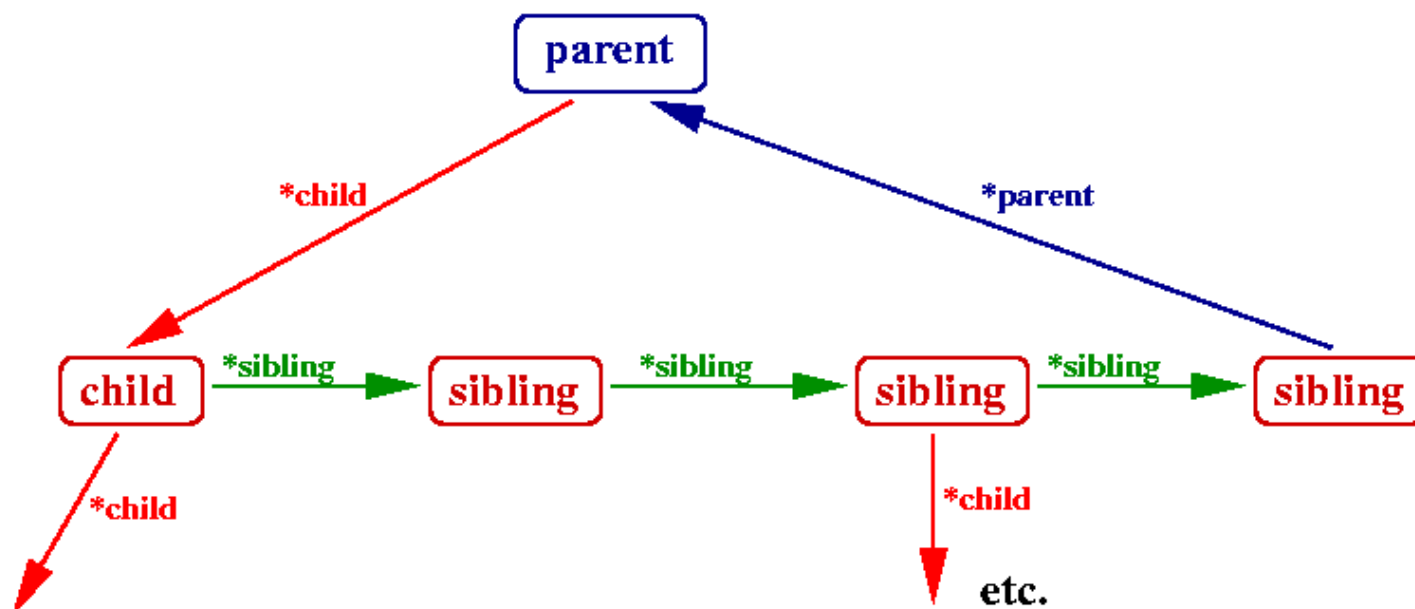 parent
*child
*parent
*sibling
*sibling
*sibling
child
sibling
sibling
sibling
*child
*child
etc.